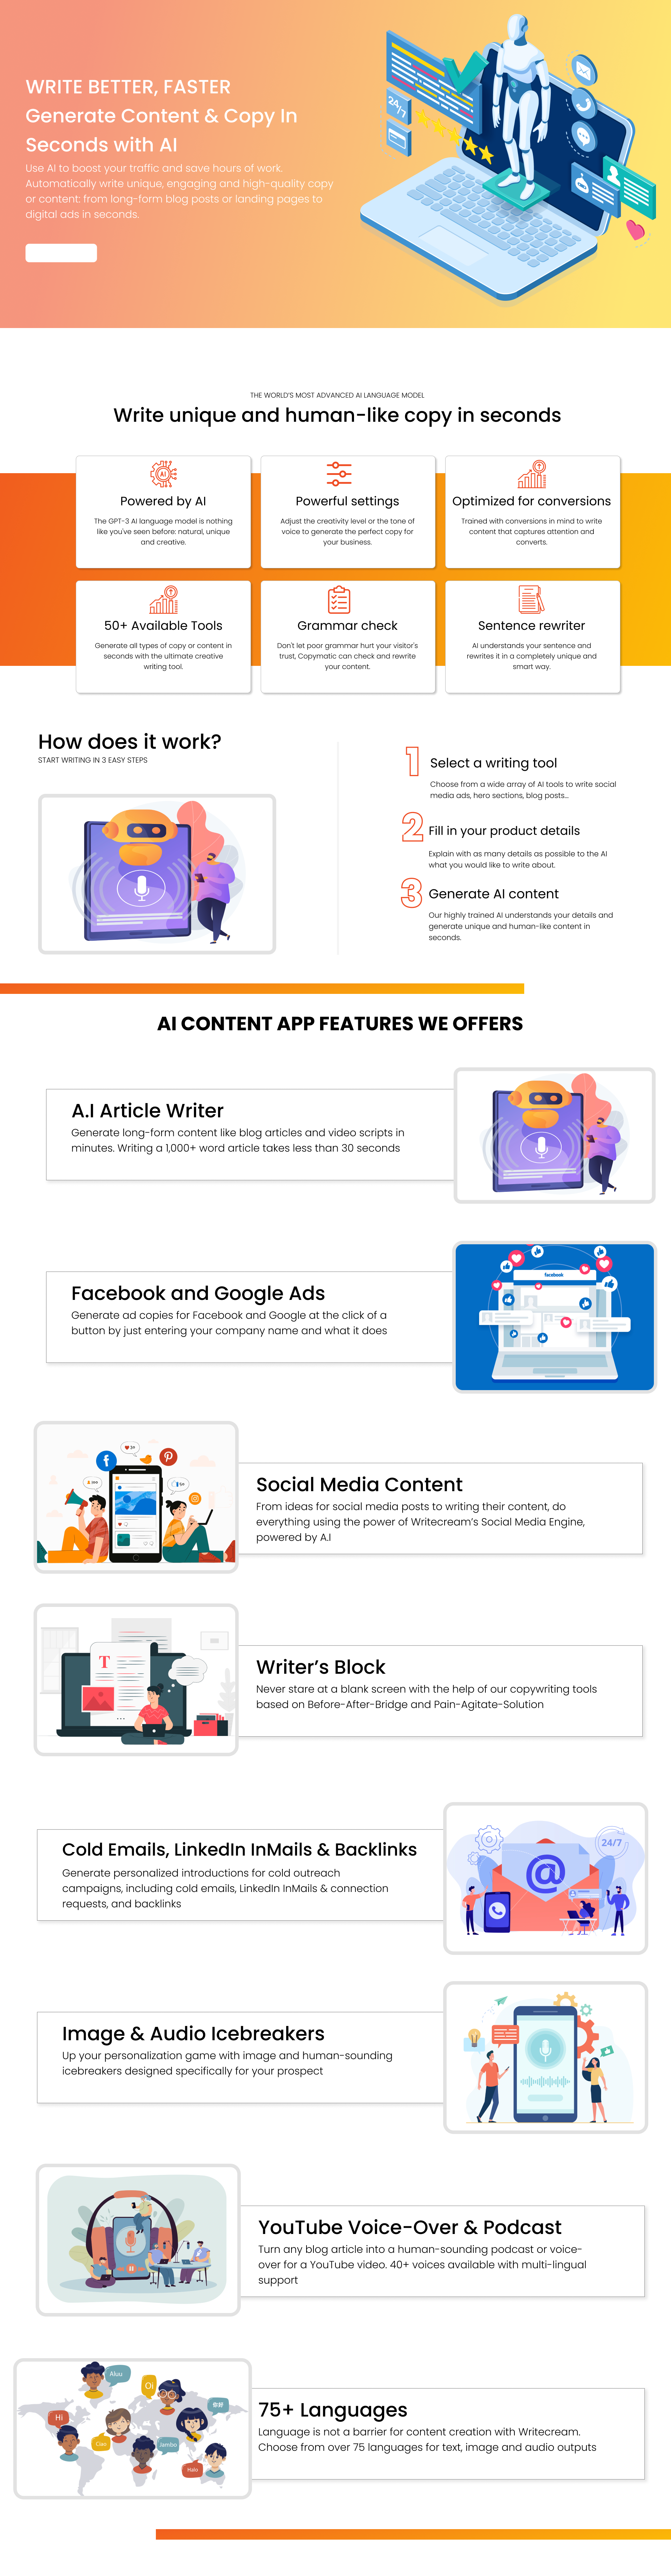 WRITE BETTER, FASTER
Generate Content & Copy In
Seconds with AI
Use AI to boost your traffic and save hours of work.
Automatically write unique, engaging and high-quality copy
or content: from long-form blog posts or landing pages to
digital ads in seconds.
24/7
THE WORLD'S MOST ADVANCED AI LANGUAGE MODEL
Write unique and human-like copy in seconds
AI
Powered by AI
The GPT-3 AI language model is nothing
like you've seen before: natural, unique
and creative.
Powerful settings
Adjust the creativity level or the tone of
voice to generate the perfect copy for
your business.
Optimized for conversions
Trained with conversions in mind to write
content that captures attention and
converts.
50+ Available Tools
Generate all types of copy or content in
seconds with the ultimate creative
writing tool.
Grammar check
Don't let poor grammar hurt your visitor's
trust, Copymatic can check and rewrite
your content.
Sentence rewriter
AI understands your sentence and
rewrites it in a completely unique and
smart way.
How does it work?
START WRITING IN 3 EASY STEPS
1 Select a writing tool
Choose from a wide array of AI tools to write social
media ads, hero sections, blog posts...
2 Fill in your product details
Explain with as many details as possible to the AI
what you would like to write about.
3 Generate AI content
Our highly trained AI understands your details and
generate unique and human-like content in
seconds.
AI CONTENT APP FEATURES WE OFFERS
A.I Article Writer
Generate long-form content like blog articles and video scripts in
minutes. Writing a 1,000+ word article takes less than 30 seconds
Facebook and Google Ads
Generate ad copies for Facebook and Google at the click of a
button by just entering your company name and what it does
facebook
Social Media Content
From ideas for social media posts to writing their content, do
everything using the power of Writecream's Social Media Engine,
powered by A.I
T
Writer's Block
Never stare at a blank screen with the help of our copywriting tools
based on Before-After-Bridge and Pain-Agitate-Solution
Cold Emails, LinkedIn InMails & Backlinks
Generate personalized introductions for cold outreach
campaigns, including cold emails, LinkedIn InMails & connection
requests, and backlinks
24/7
@
Image & Audio Icebreakers
Up your personalization game with image and human-sounding
icebreakers designed specifically for your prospect
YouTube Voice-Over & Podcast
Turn any blog article into a human-sounding podcast or voice-
over for a YouTube video. 40+ voices available with multi-lingual
support
Oi
你好
Hi
Ciao
Jambo
Halo
75+ Languages
Language is not a barrier for content creation with Writecream.
Choose from over 75 languages for text, image and audio outputs